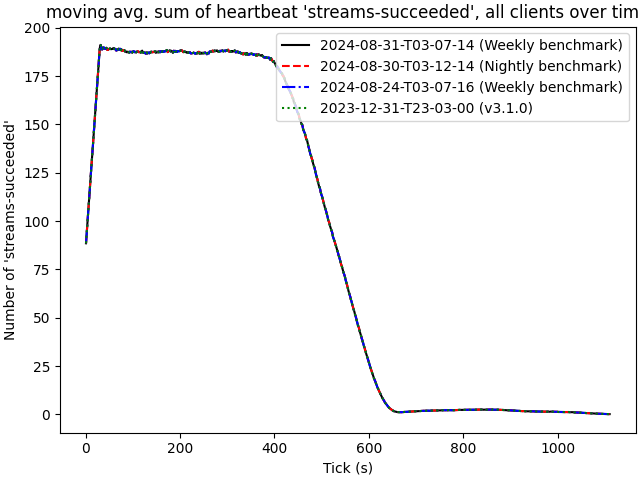 moving avg. sum of heartbeat 'streams-succeeded', all clients over tim
Number of 'streams-succeeded'
200
175
150
125
100
75
50
25
0
2024-08-31-T03-07-14 (Weekly benchmark)
2024-08-30-T03-12-14 (Nightly benchmark)
2024-08-24-T03-07-16 (Weekly benchmark)
2023-12-31-T23-03-00 (v3.1.0)
0 200 400 600 800 1000
Tick (s)